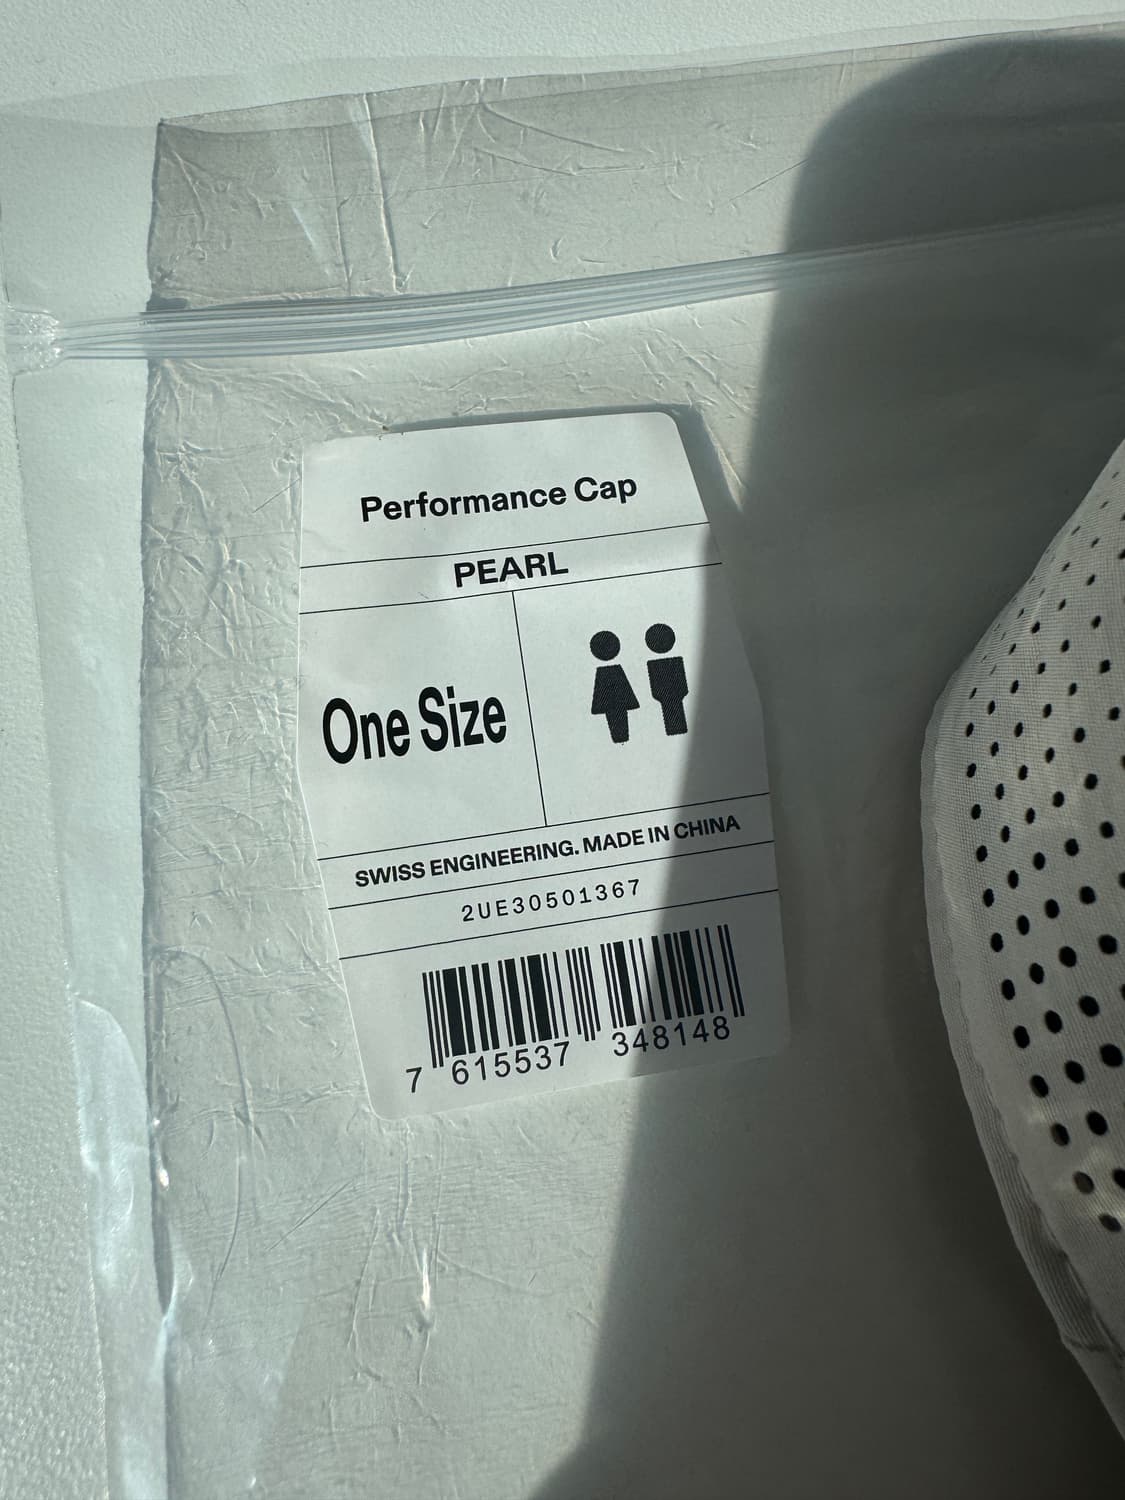 Performance Cap
PEARL
One Size
SWISS ENGINEERING. MADE IN CHINA
2UE30501367
7 615537 348148